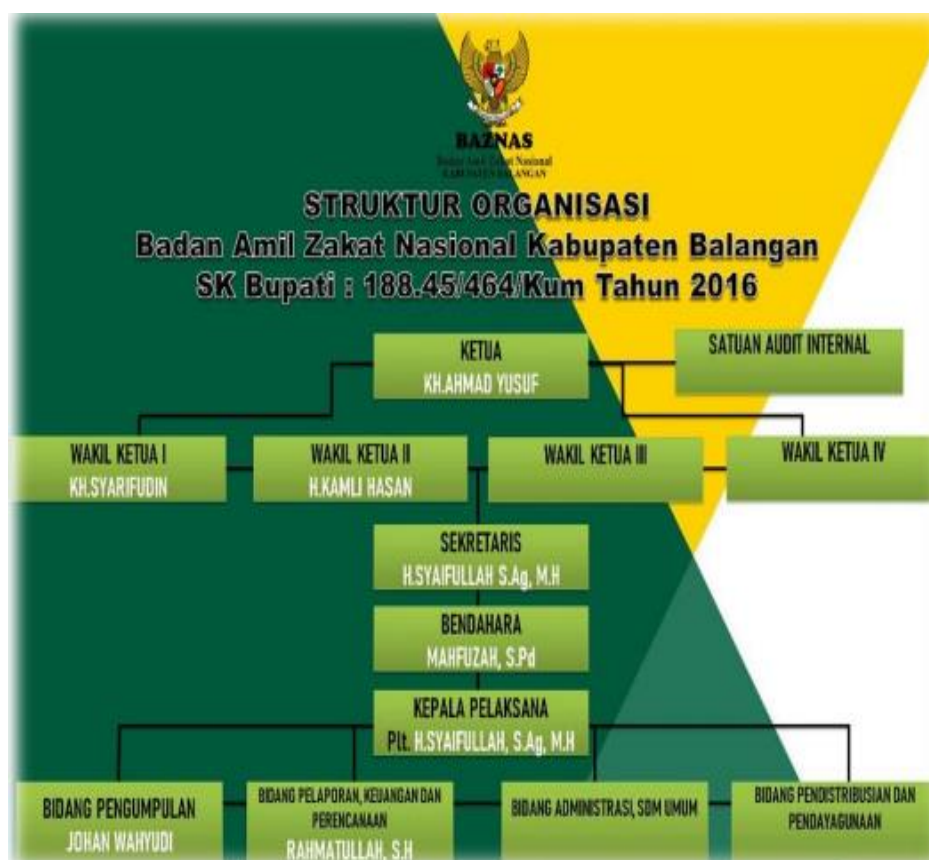 BAZNAS
Badan Amil Zakat Nasional
KABUPATEN BALANGAN
STRUKTUR ORGANISASI
Badan Amil Zakat Nasional Kabupaten Balangan
SK Bupati : 188.45/464/Kum Tahun 2016
KETUA
KH.AHMAD YUSUF
SATUAN AUDIT INTERNAL
WAKIL KETUA I
KH.SYARIFUDIN
WAKIL KETUA II
H.KAMLI HASAN
WAKIL KETUA III
WAKIL KETUA IV
SEKRETARIS
H.SYAIFULLAH S.Ag, M.H
BENDAHARA
MAHFUZAH, S.Pd
KEPALA PELAKSANA
Plt. H.SYAIFULLAH, S.Ag, M.H
BIDANG PENGUMPULAN
JOHAN WAHYUDI
BIDANG PELAPORAN, KEUANGAN DAN
PERENCANAAN
RAHMATULLAH, S.H
BIDANG ADMINISTRASI, SDM UMUM
BIDANG PENDISTRIBUSIAN DAN
PENDAYAGUNAAN